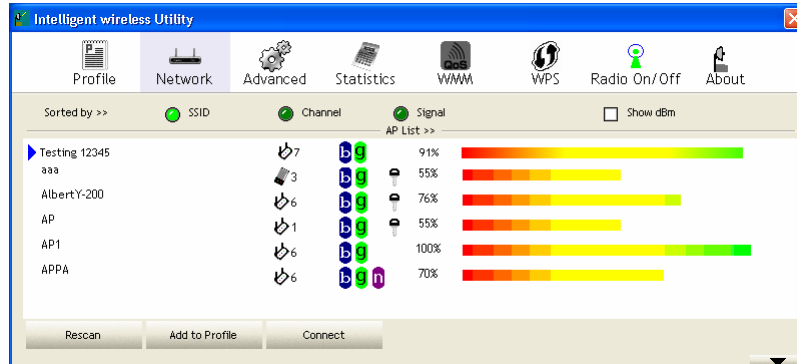 Intelligent wireless Utility
Profile Network Advanced Statistics QoS WMM WPS Radio On/Off About
Sorted by >> SSID Channel Signal Show dBm
AP List >>
Testing 12345 7 b g 91%
aaa 3 b g 55%
AlbertY-200 6 b g 76%
AP 1 b g 55%
AP1 6 b g 100%
APPA 6 b g n 70%
Rescan Add to Profile Connect